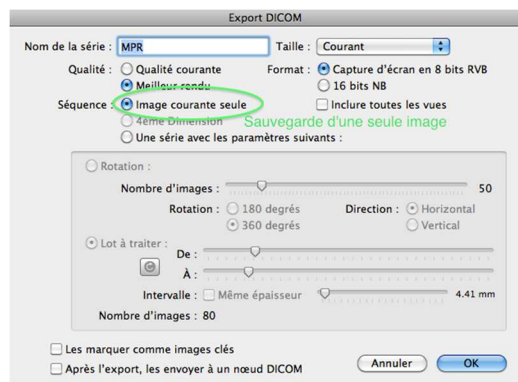 Export DICOM
Nom de la série : MPR Taille : Courant
Qualité : Qualité courante Format : Capture d'écran en 8 bits RVB
Meilleur rendu 16 bits NB
Séquence : Image courante seule Inclure toutes les vues
4ème Dimension Sauvegarde d'une seule image
Une série avec les paramètres suivants :
Rotation :
Nombre d'images : 50
Rotation : 180 degrés Direction : Horizontal
360 degrés Vertical
Lot à traiter :
De :
À :
Intervalle : Même épaisseur 4.41 mm
Nombre d'images : 80
Les marquer comme images clés
Après l'export, les envoyer à un nœud DICOM Annuler OK